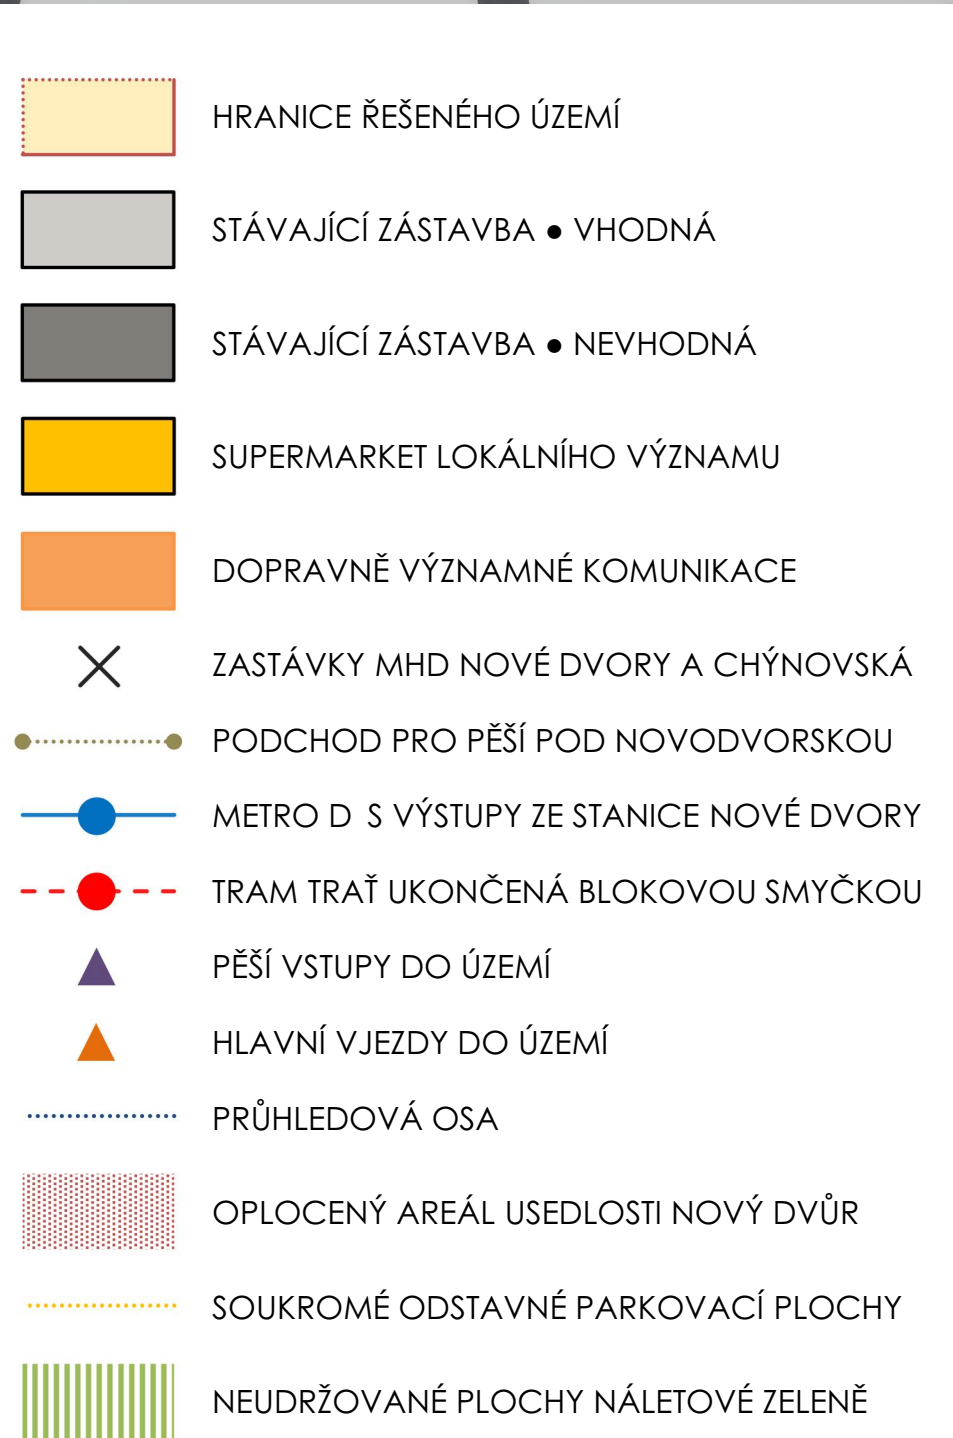 HRANICE ŘEŠENÉHO ÚZEMÍ
STÁVAJÍCÍ ZÁSTAVBA ● VHODNÁ
STÁVAJÍCÍ ZÁSTAVBA ● NEVHODNÁ
SUPERMARKET LOKÁLNÍHO VÝZNAMU
DOPRAVNĚ VÝZNAMNÉ KOMUNIKACE
ZASTÁVKY MHD NOVÉ DVORY A CHÝNOVSKÁ
PODCHOD PRO PĚŠÍ POD NOVODVORSKOU
METRO D S VÝSTUPY ZE STANICE NOVÉ DVORY
TRAM TRAŤ UKONČENÁ BLOKOVOU SMYČKOU
PĚŠÍ VSTUPY DO ÚZEMÍ
HLAVNÍ VJEZDY DO ÚZEMÍ
PRŮHLEDOVÁ OSA
OPLOCENÝ AREÁL USEDLOSTI NOVÝ DVŮR
SOUKROMÉ ODSTAVNÉ PARKOVACÍ PLOCHY
NEUDRŽOVANÉ PLOCHY NÁLETOVÉ ZELENĚ